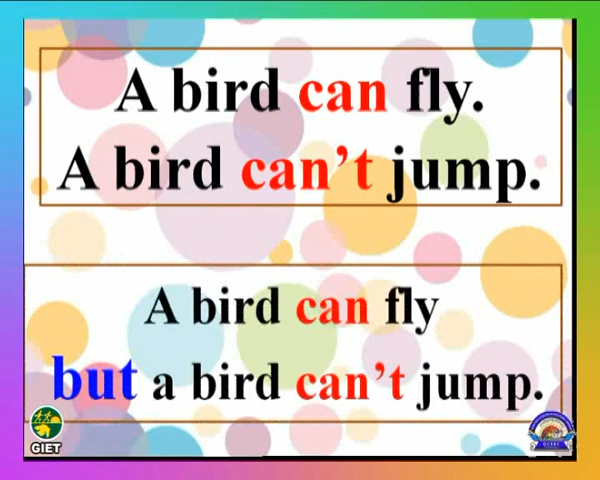 A bird can fly.
A bird can’t jump.
A bird can fly
but a bird can’t jump.
GIET